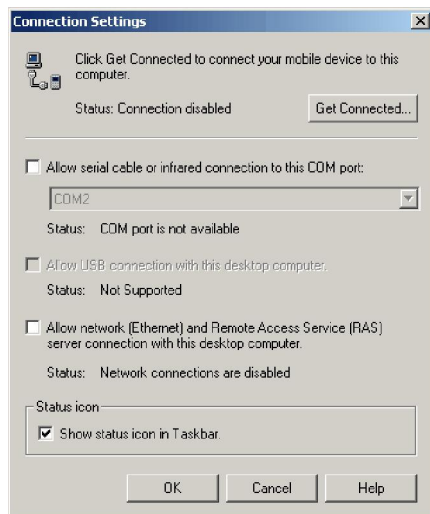 Connection Settings
Click Get Connected to connect your mobile device to this
computer.
Status: Connection disabled
Get Connected...
Allow serial cable or infrared connection to this COM port:
COM2
Status: COM port is not available
Allow USB connection with this desktop computer.
Status: Not Supported
Allow network (Ethernet) and Remote Access Service (RAS)
server connection with this desktop computer.
Status: Network connections are disabled
Status icon
Show status icon in Taskbar.
OK Cancel Help